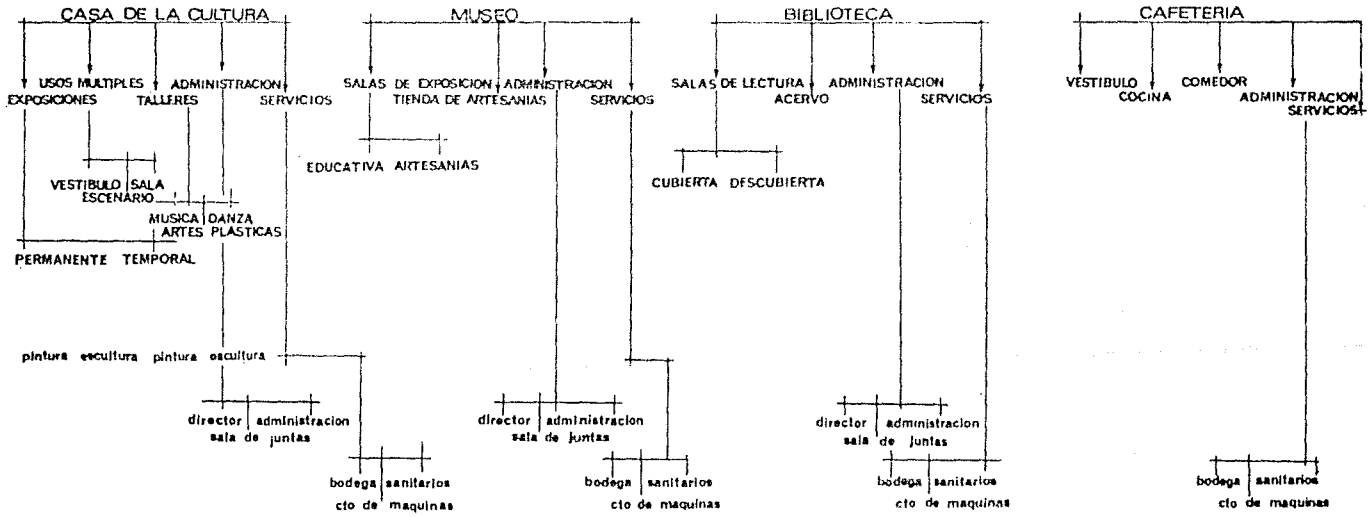 CASA DE LA CULTURA
USOS MULTIPLES ADMINISTRACION
EXPOSICIONES TALLERES SERVICIOS
VESTIBULO SALA
ESCENARIO
MUSICA DANZA
ARTES PLASTICAS
PERMANENTE TEMPORAL
pintura escultura pintura escultura
director administracion
sala de juntas
bodega sanitarios
cto de maquinas
MUSEO
SALAS DE EXPOSICION ADMINISTRACION
TIENDA DE ARTESANIAS SERVICIOS
EDUCATIVA ARTESANIAS
director administracion
sala de juntas
bodega sanitarios
cto de maquinas
BIBLIOTECA
SALAS DE LECTURA ADMINISTRACION
ACERVO SERVICIOS
CUBIERTA DESCUBIERTA
director administracion
sala de juntas
bodega sanitarios
cto de maquinas
CAFETERIA
VESTIBULO COMEDOR
COCINA ADMINISTRACION
SERVICIOS
bodega sanitarios
cto de maquinas